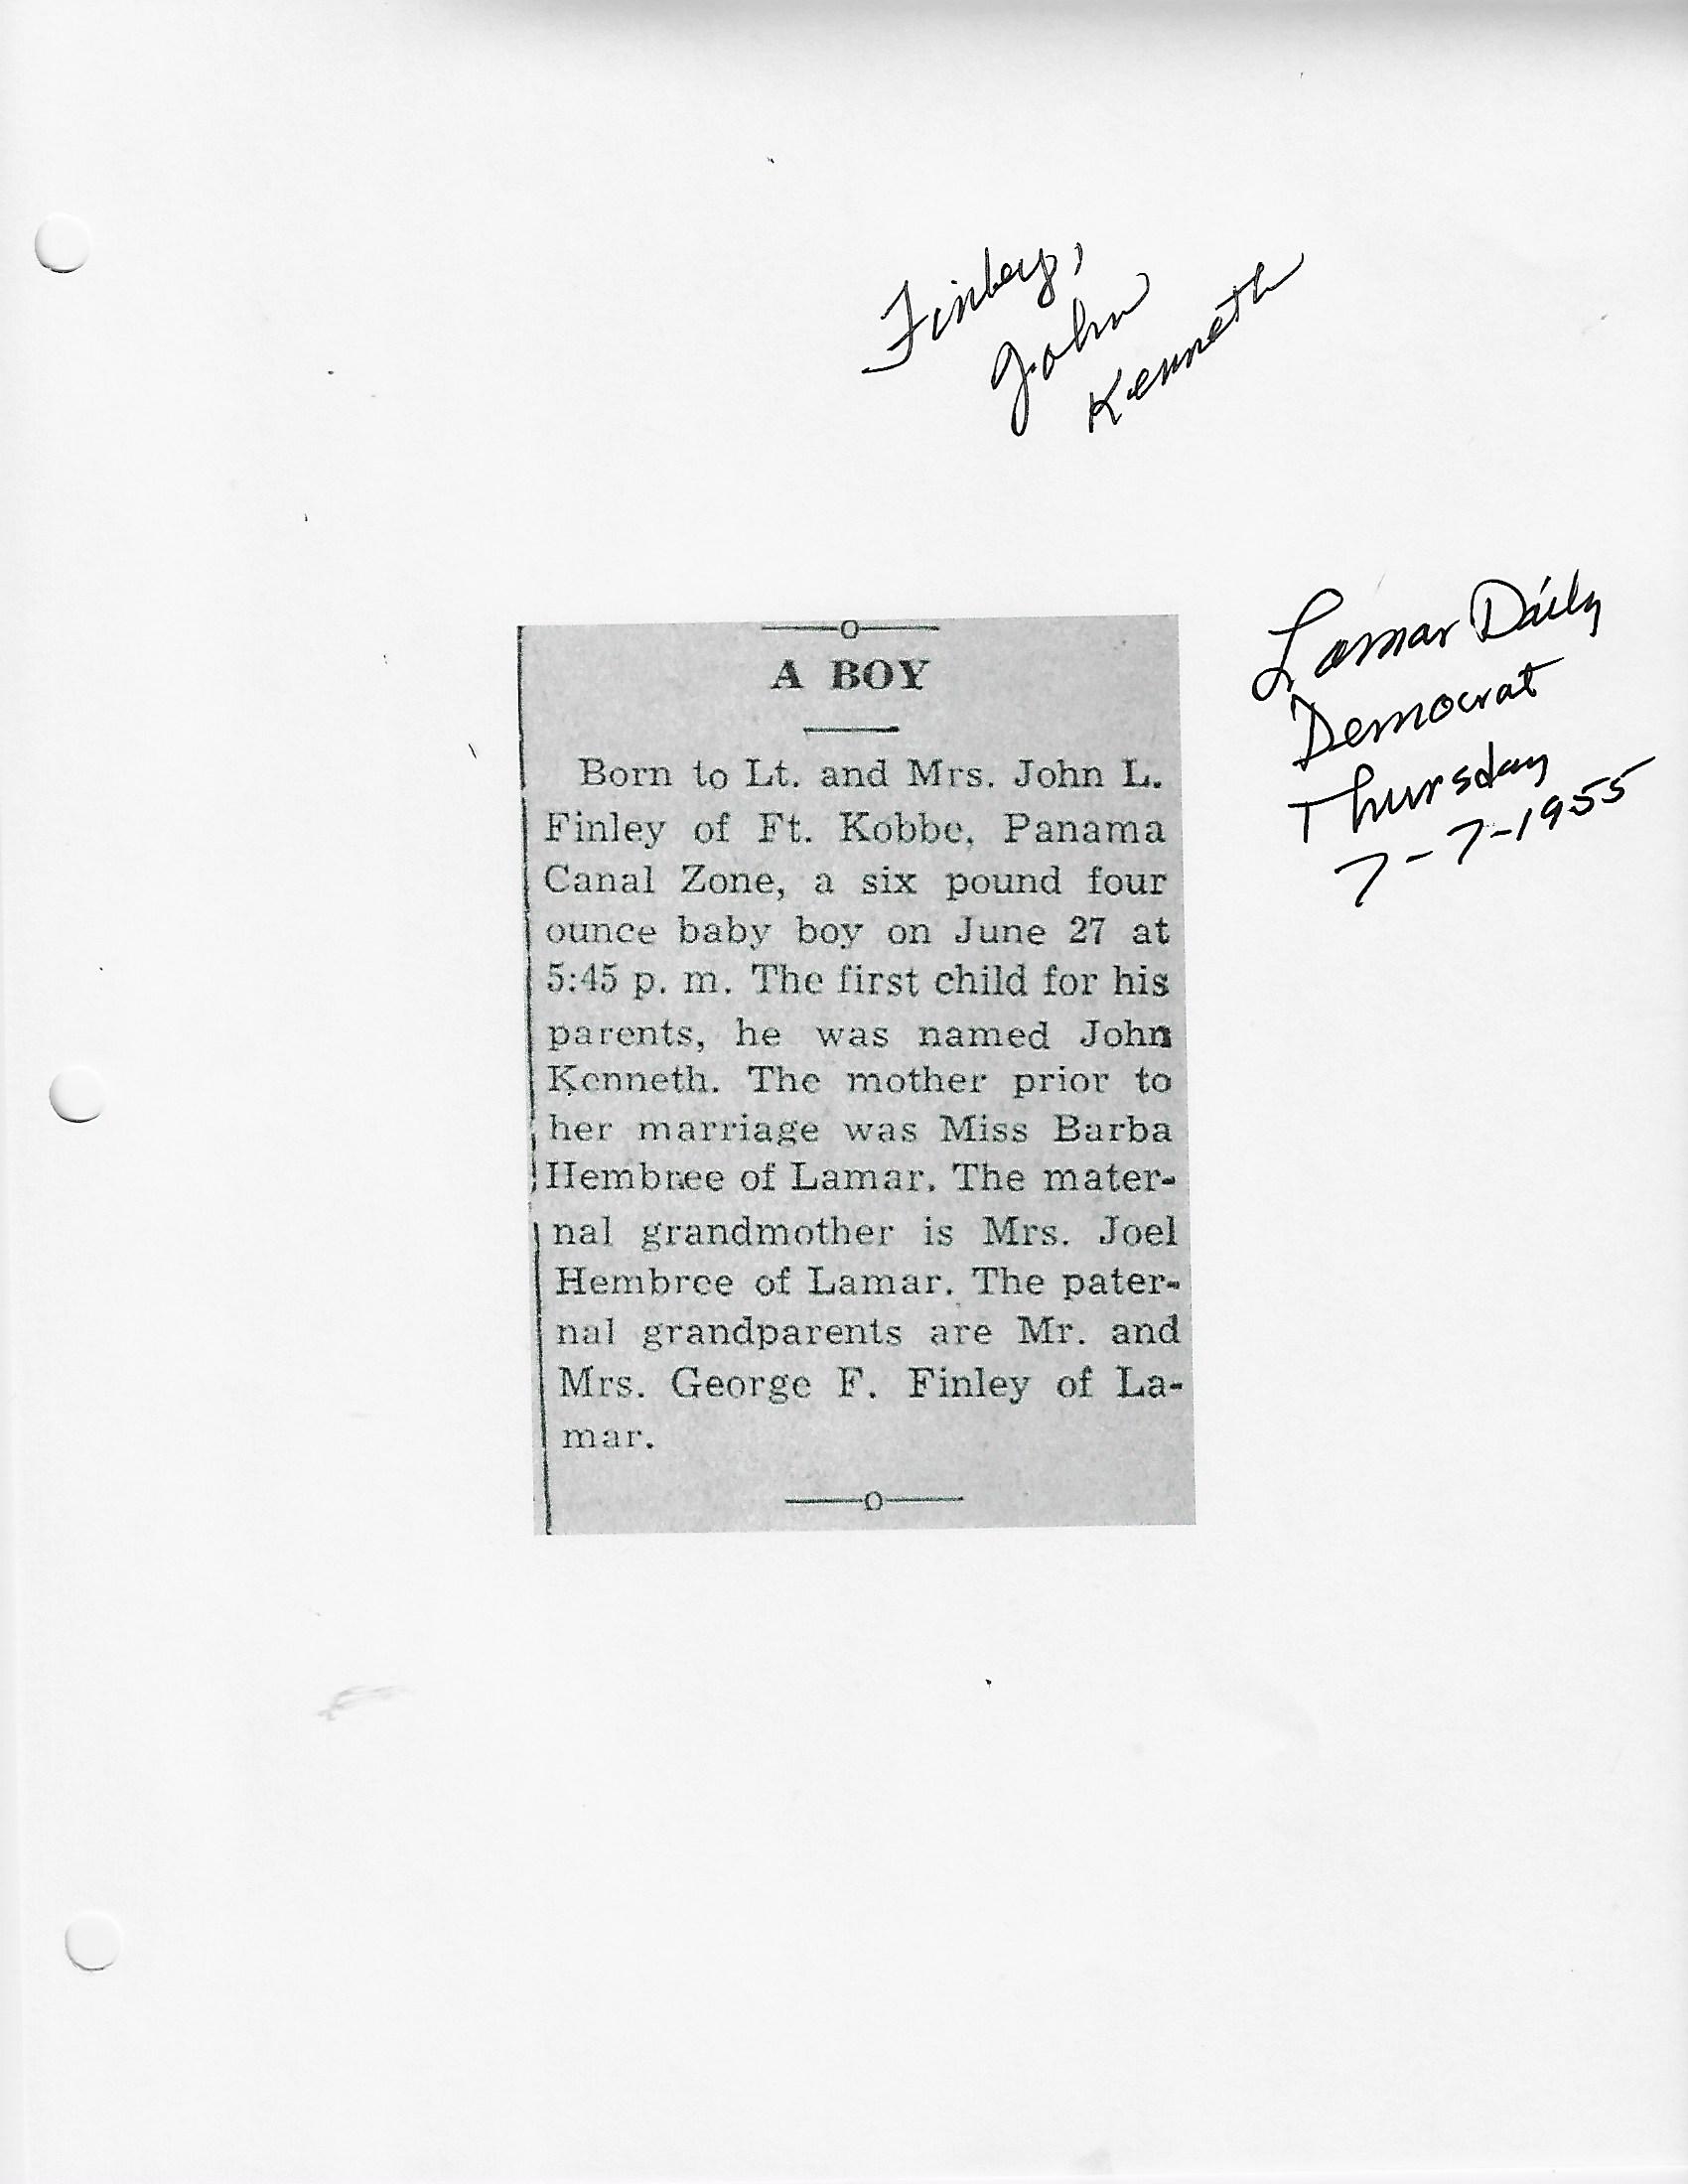 Finley,
John
Kenneth
Lamar Daily
Democrat
Thursday
7-7-1955
A BOY
Born to Lt. and Mrs. John L.
Finley of Ft. Kobbe, Panama
Canal Zone, a six pound four
ounce baby boy on June 27 at
5:45 p. m. The first child for his
parents, he was named John
Kenneth. The mother prior to
her marriage was Miss Barba
Hembree of Lamar. The mater-
nal grandmother is Mrs. Joel
Hembree of Lamar. The pater-
nal grandparents are Mr. and
Mrs. George F. Finley of La-
mar.